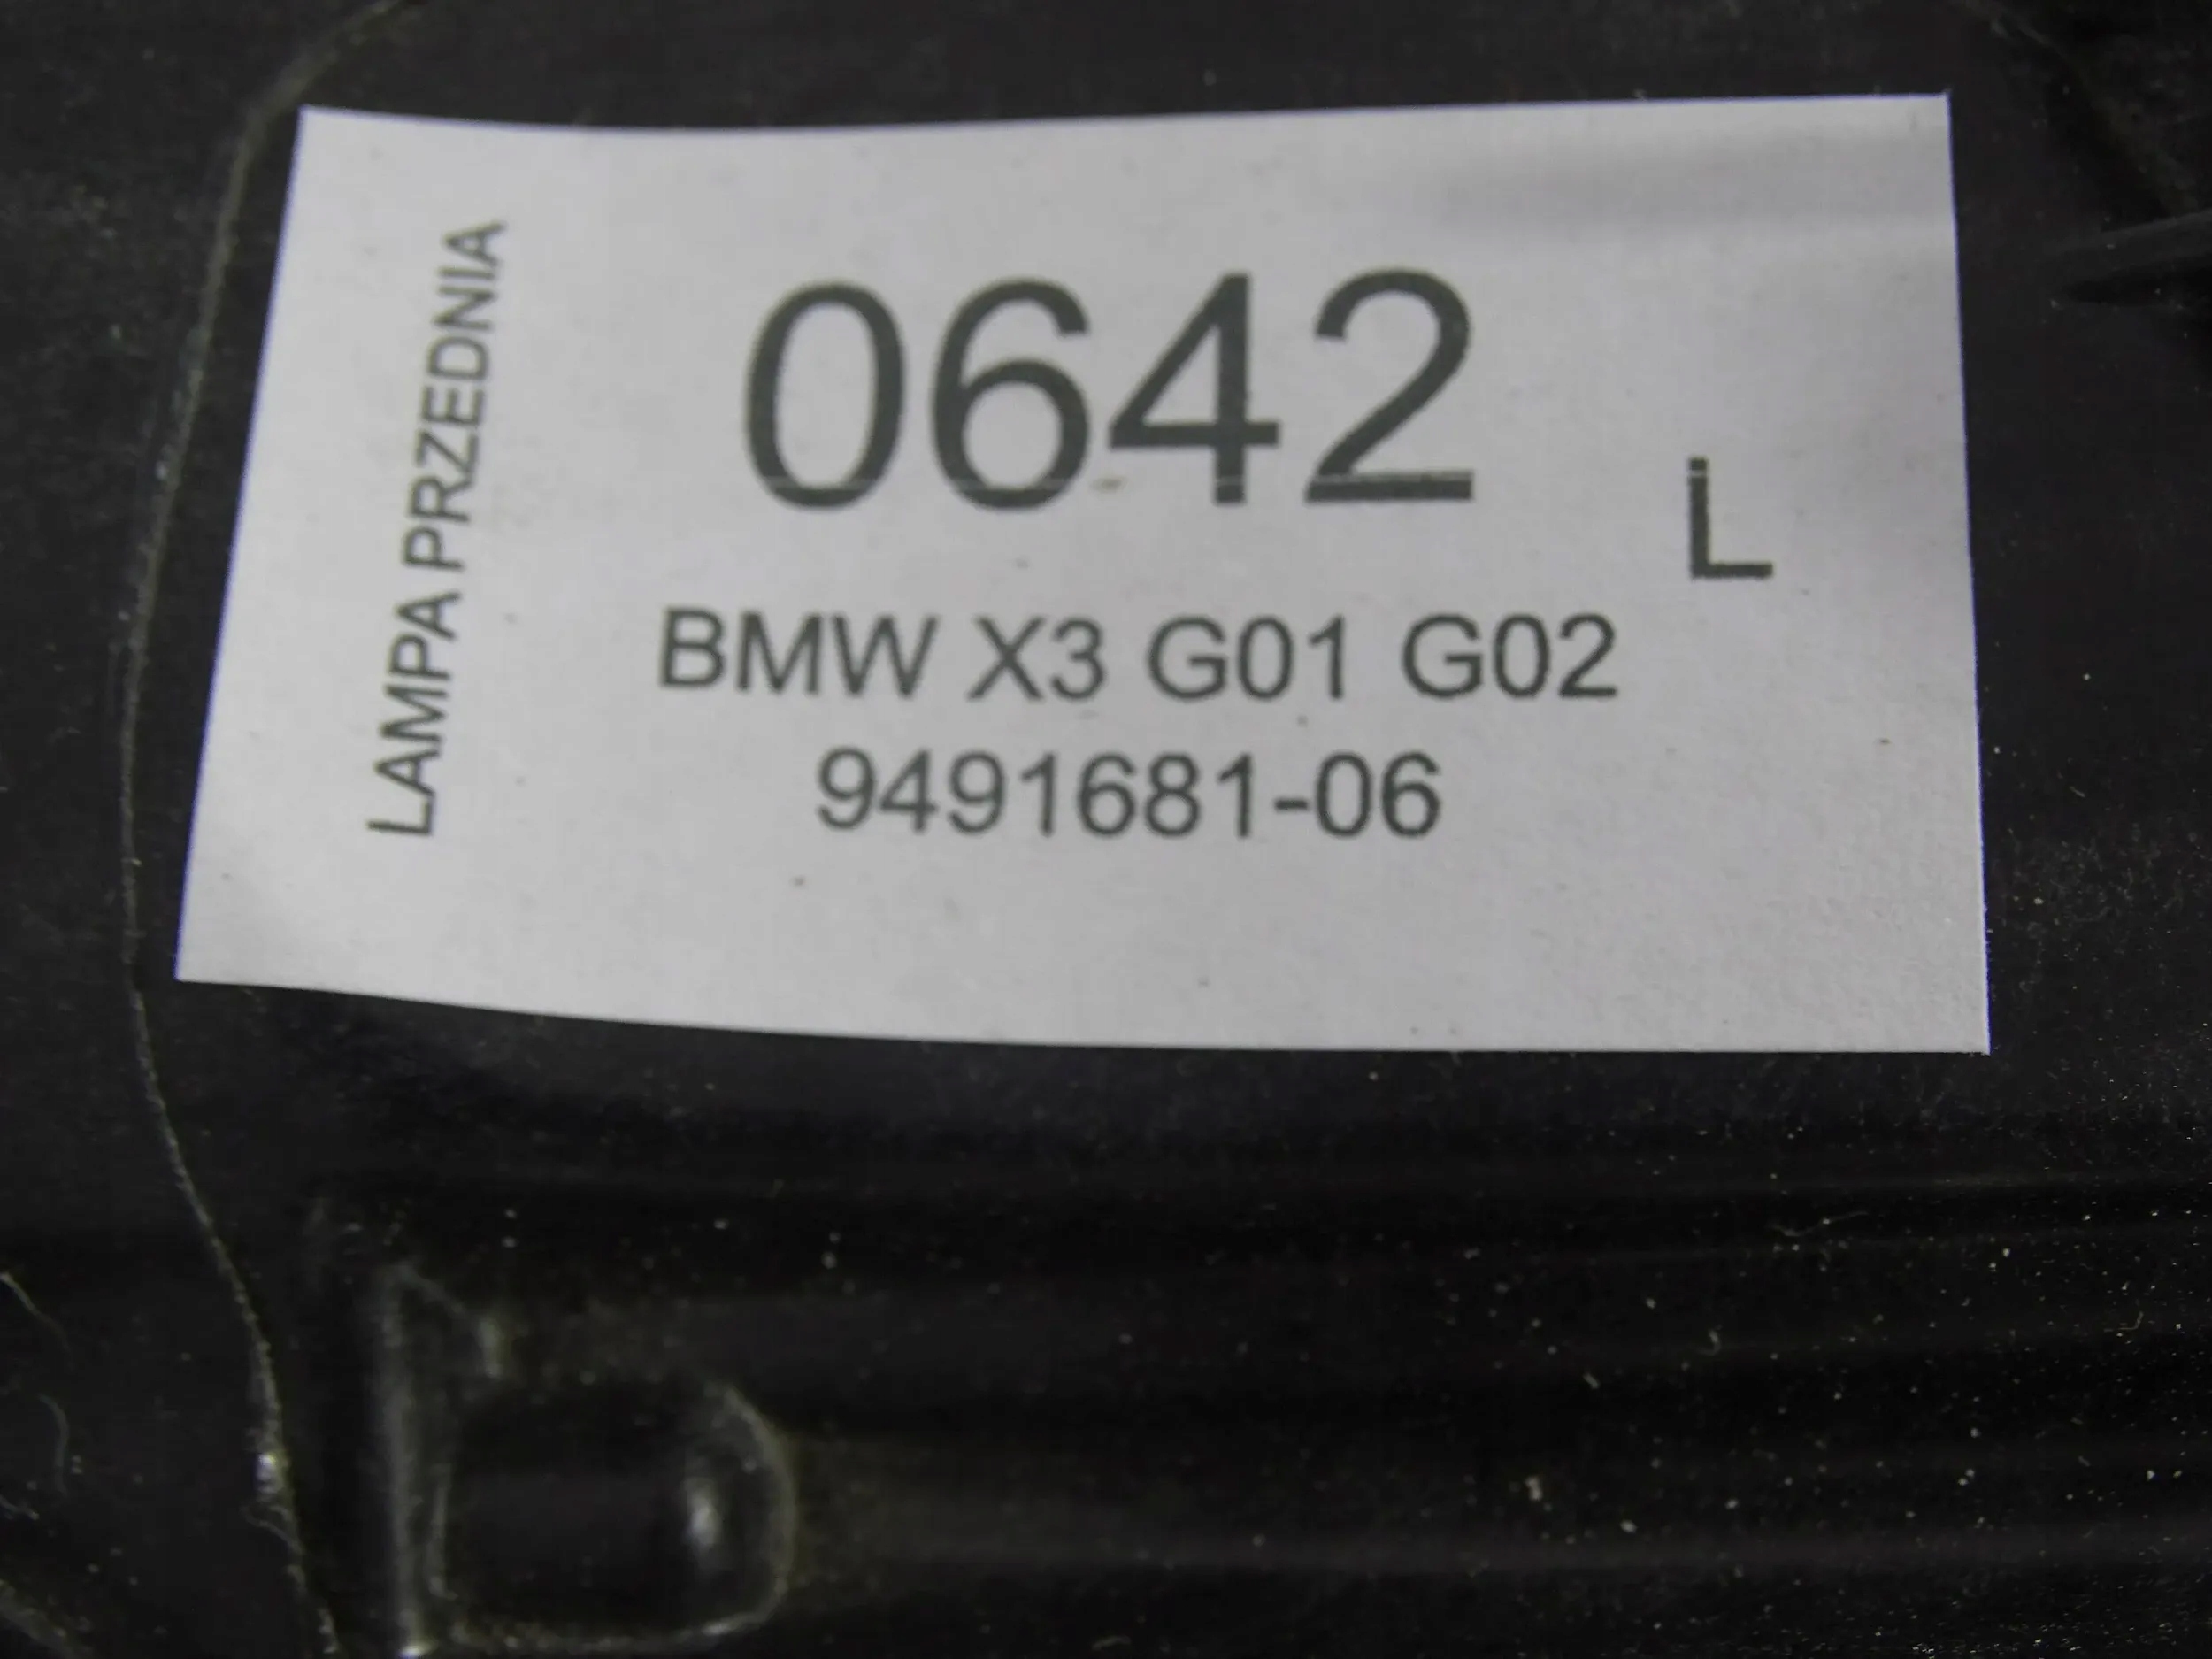 LAMPA PRZEDNIA
0642
L
BMW X3 G01 G02
9491681-06